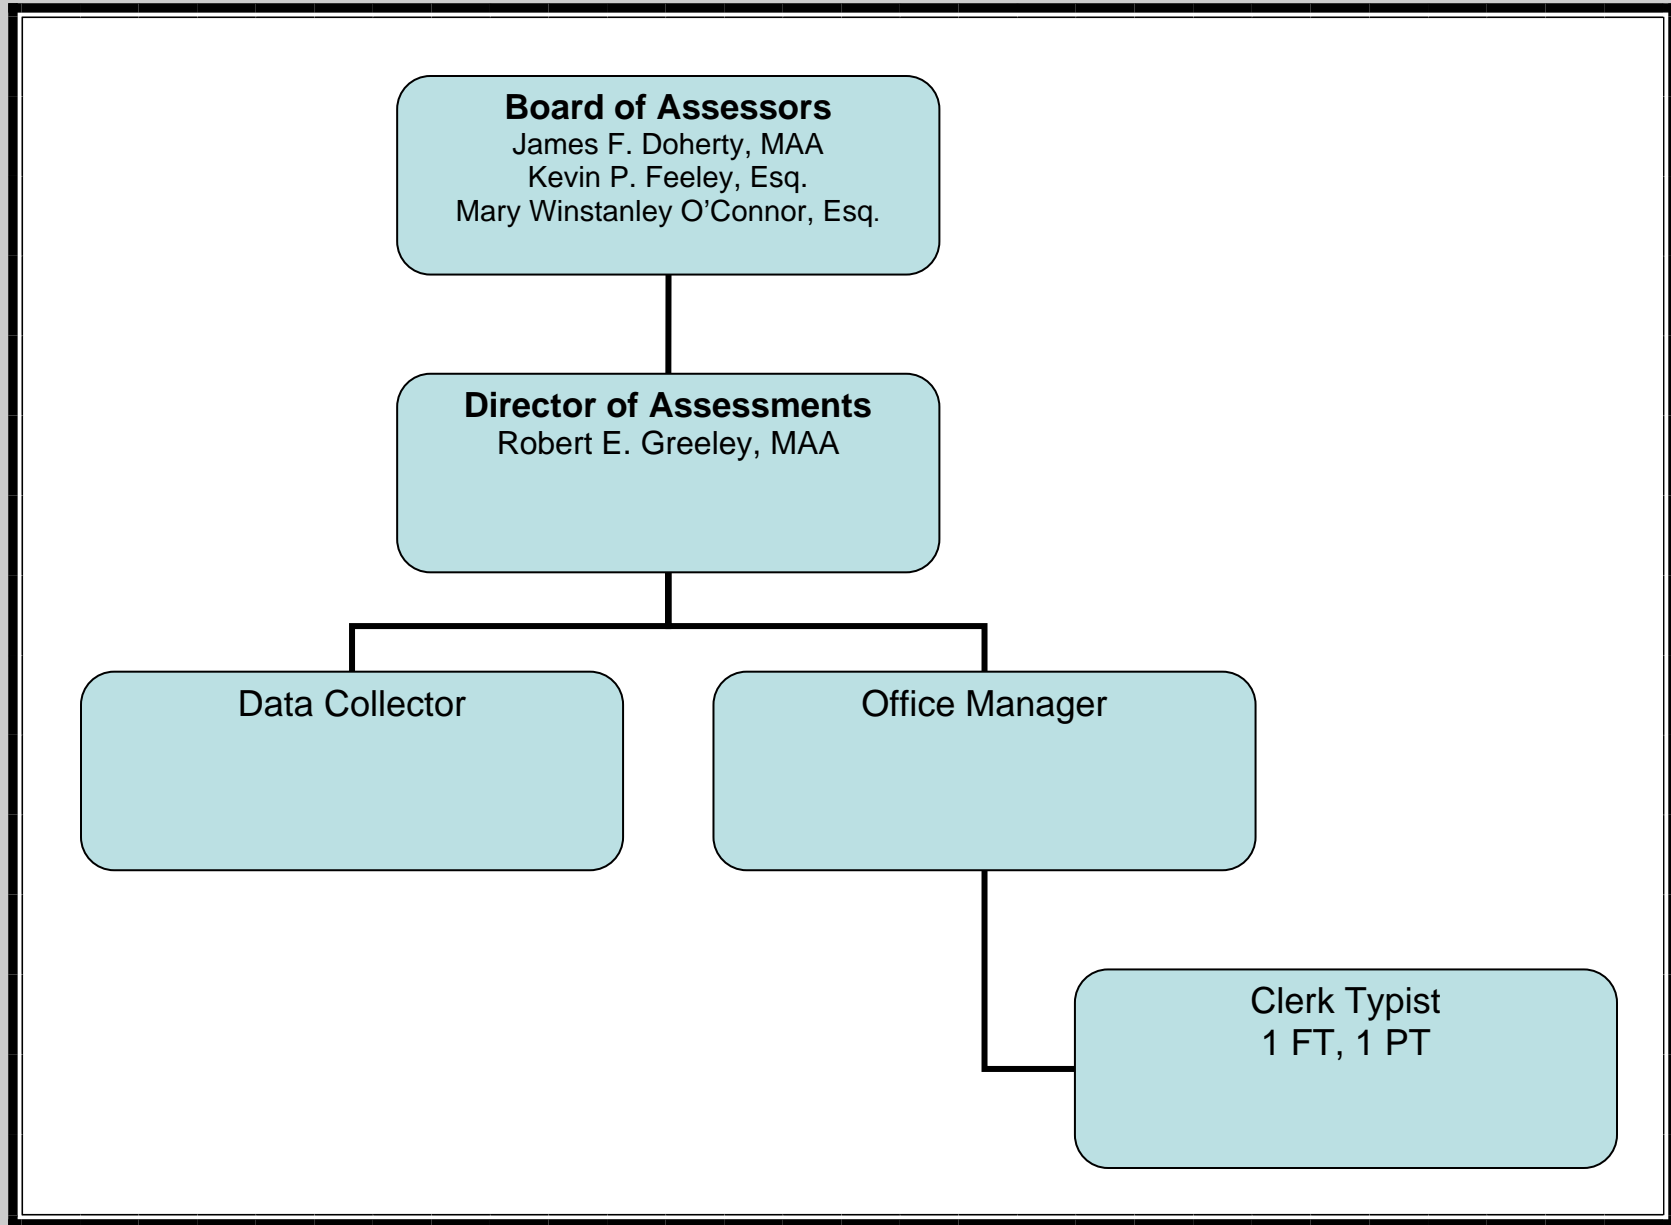 Board of Assessors
James F. Doherty, MAA
Kevin P. Feeley, Esq.
Mary Winstanley O’Connor, Esq.
Director of Assessments
Robert E. Greeley, MAA
Data Collector
Office Manager
Clerk Typist
1 FT, 1 PT